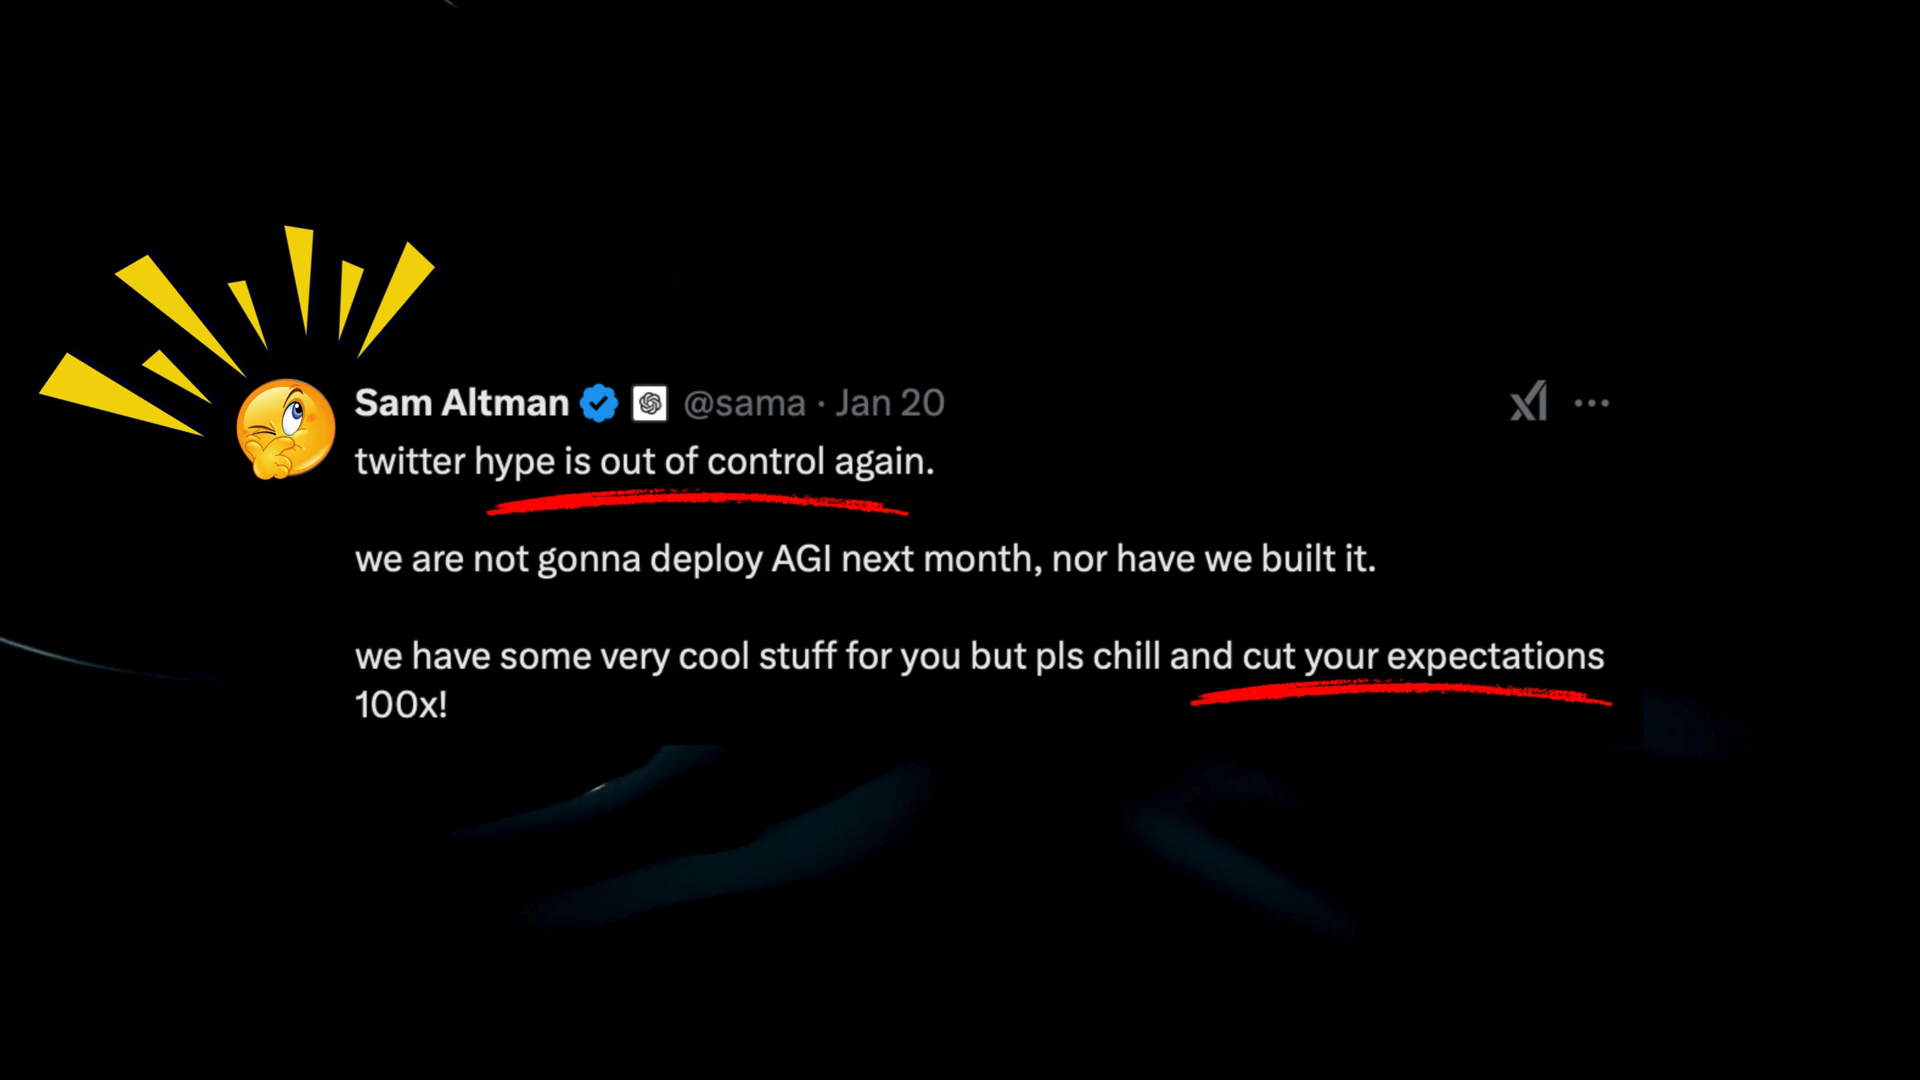 Sam Altman @sama · Jan 20
twitter hype is out of control again.
we are not gonna deploy AGI next month, nor have we built it.
we have some very cool stuff for you but pls chill and cut your expectations
100x!